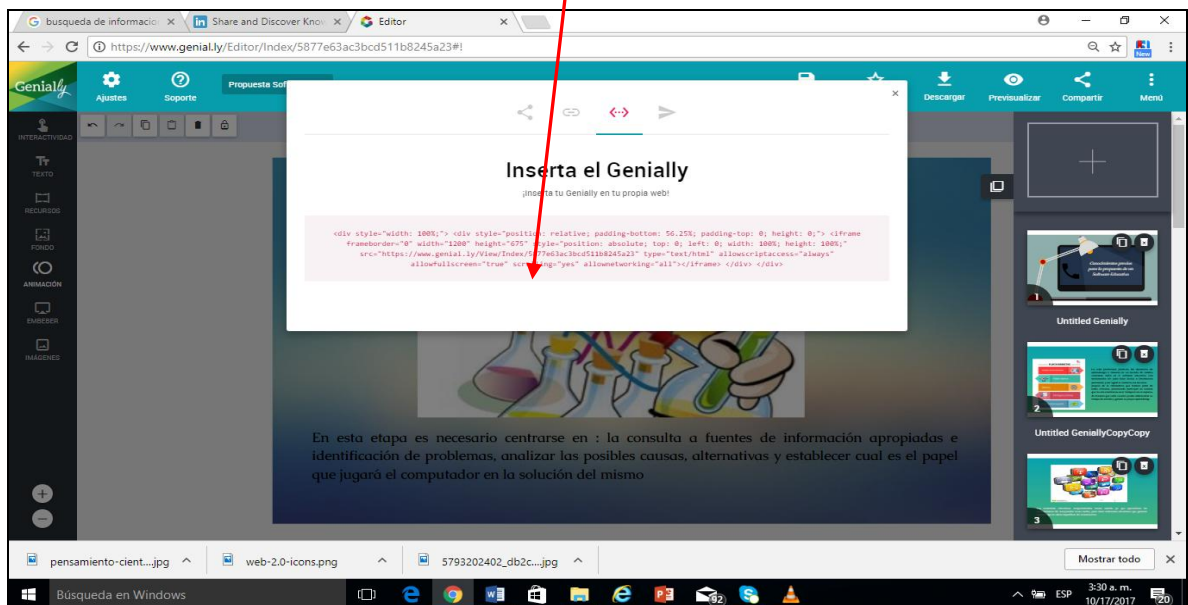 busqueda de informacio
Share and Discover Know
Editor
https://www.genial.ly/Editor/Index/5877e63ac3bcd511b8245a23#!
New
Genially
Ajustes
Soporte
Propuesta Sof
Descargar
Previsualizar
Compartir
Menú
INTERACTIVIDAD
TEXTO
RECURSOS
FONDO
ANIMACIÓN
EMBEBER
IMÁGENES
Inserta el Genially
¡Inserta tu Genially en tu propia web!
<div style="width: 100%;"> <div style="position: relative; padding-bottom: 56.25%; padding-top: 0; height: 0;"> <iframe
frameborder="0" width="1200" height="675" style="position: absolute; top: 0; left: 0; width: 100%; height: 100%;"
src="https://www.genial.ly/View/Index/5877e63ac3bcd511b8245a23" type="text/html" allowscriptaccess="always"
allowfullscreen="true" scrolling="yes" allownetworking="all"></iframe> </div> </div>
En esta etapa es necesario centrarse en : la consulta a fuentes de información apropiadas e
identificación de problemas, analizar las posibles causas, alternativas y establecer cual es el papel
que jugará el computador en la solución del mismo
1
Untitled Genially
2
Untitled GeniallyCopyCopy
3
pensamiento-cient....jpg
web-2.0-icons.png
5793202402_db2c....jpg
Mostrar todo
Búsqueda en Windows
92
ESP
3:30 a. m.
10/17/2017
20